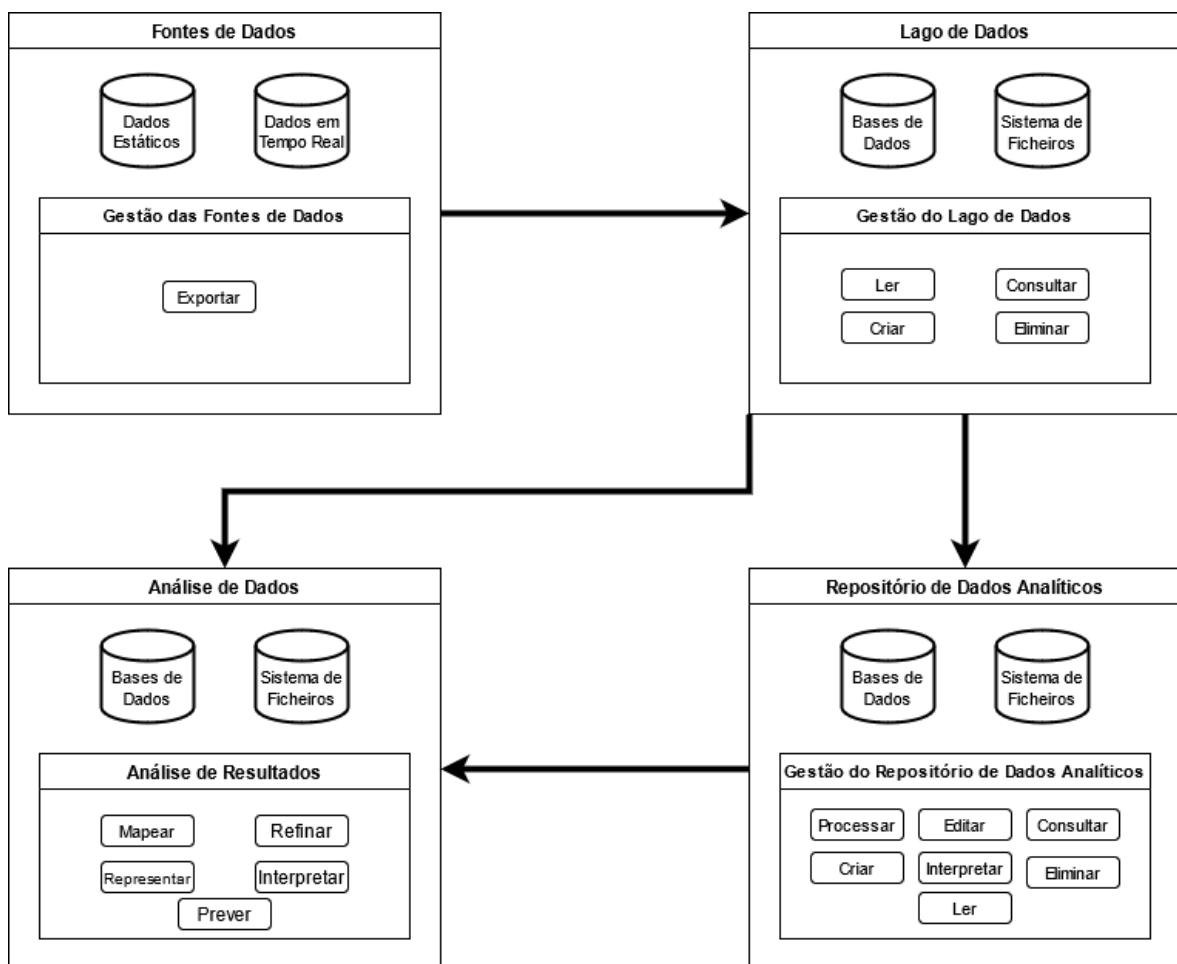 Fontes de Dados
Dados
Estáticos
Dados em
Tempo Real
Gestão das Fontes de Dados
Exportar
Lago de Dados
Bases de
Dados
Sistema de
Ficheiros
Gestão do Lago de Dados
Ler
Consultar
Criar
Eliminar
Análise de Dados
Bases de
Dados
Sistema de
Ficheiros
Análise de Resultados
Mapear
Refinar
Representar
Interpretar
Prever
Repositório de Dados Analíticos
Bases de
Dados
Sistema de
Ficheiros
Gestão do Repositório de Dados Analíticos
Processar
Editar
Consultar
Criar
Interpretar
Eliminar
Ler